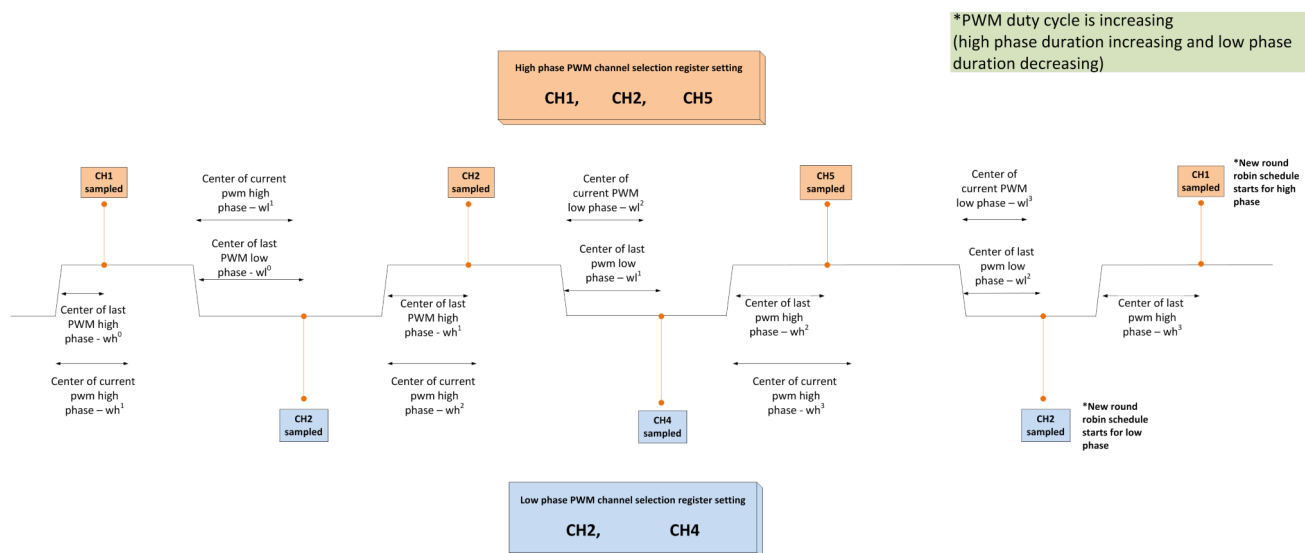 *PWM duty cycle is increasing
(high phase duration increasing and low phase
duration decreasing)
High phase PWM channel selection register setting
CH1, CH2, CH5
CH1
sampled
Center of current
pwm high
phase – wl¹
CH2
sampled
Center of
current PWM
low phase – wl²
CH5
sampled
Center of
current PWM
low phase – wl³
CH1
sampled
*New round
robin schedule
starts for high
phase
Center of last
PWM low
phase - wl⁰
Center of last
pwm low
phase – wl¹
Center of last
pwm low
phase – wl²
Center of last
PWM high
phase - wh⁰
Center of last
PWM high
phase -wh¹
Center of last
pwm high
phase – wh²
Center of last
pwm high
phase – wh³
Center of current
pwm high
phase – wh¹
Center of current
pwm high
phase – wh²
Center of current
pwm high
phase - wh³
CH2
sampled
CH4
sampled
CH2
sampled
*New round
robin schedule
starts for low
phase
Low phase PWM channel selection register setting
CH2, CH4